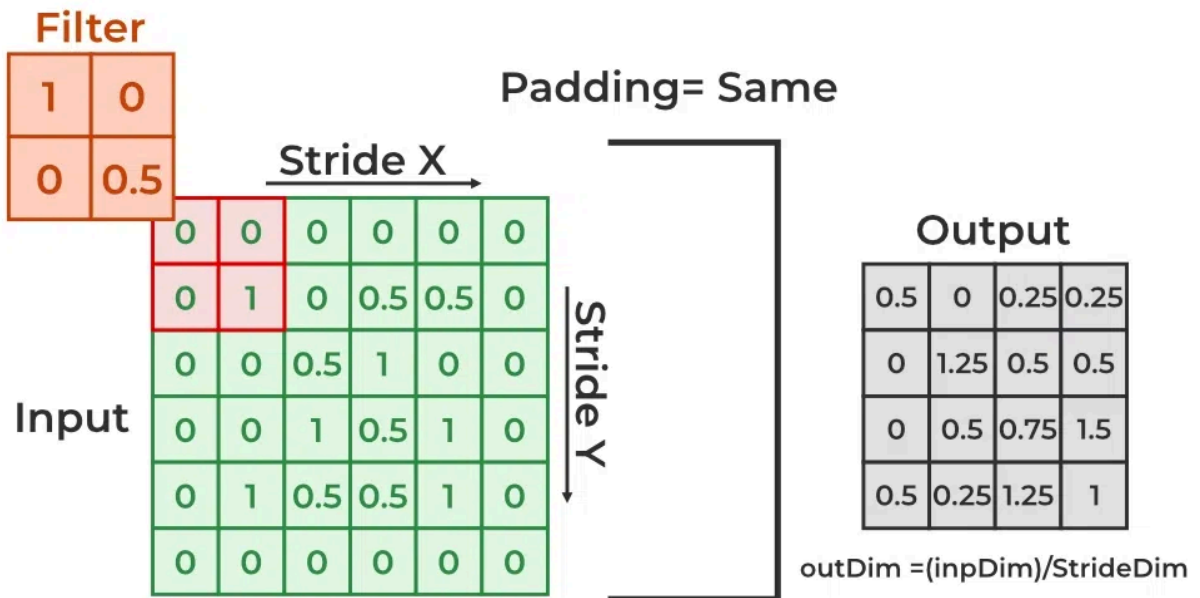 Filter
1 0
0 0.5
Padding= Same
Stride X
0 0 0 0 0 0
0 1 0 0.5 0.5 0
0 0 0.5 1 0 0
0 0 1 0.5 1 0
0 1 0.5 0.5 1 0
0 0 0 0 0 0
Stride Y
Input
Output
0.5 0 0.25 0.25
0 1.25 0.5 0.5
0 0.5 0.75 1.5
0.5 0.25 1.25 1
outDim =(inpDim)/StrideDim